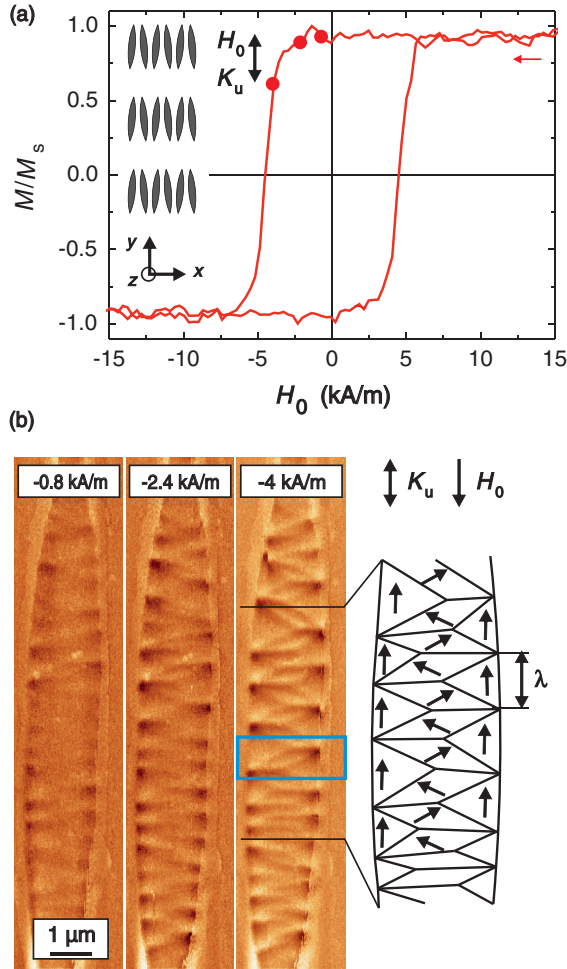 (a)
1.0
0.5
0.0
-0.5
-1.0
M/Ms
H0
Ku
y
z
x
-15 -10 -5 0 5 10 15
H0 (kA/m)
(b)
-0.8 kA/m
-2.4 kA/m
-4 kA/m
Ku
H0
λ
1 μm